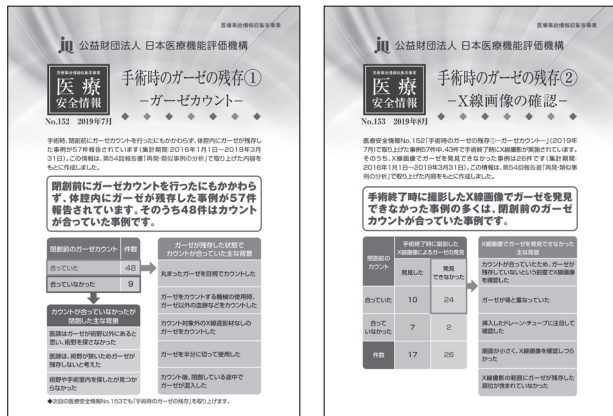 医療事故情報収集等事業
jq 公益財団法人 日本医療機能評価機構
医療事故情報収集等事業
医療
安全情報
No.152 2019年7月
手術時のガーゼの残存①
−ガーゼカウント−
手術時、閉創前にガーゼカウントを行ったにもかかわらず、体腔内にガーゼが残存し
た事例が57件報告されています(集計期間:2016年1月1日〜2019年3月
31日)。この情報は、第54回報告書「再発・類似事例の分析」で取り上げた内容を
もとに作成しました。
閉創前にガーゼカウントを行ったにもかかわら
ず、体腔内にガーゼが残存した事例が57件
報告されています。そのうち48件はカウント
が合っていた事例です。
閉創前のガーゼカウント 件数
合っていた 48
合っていなかった 9
カウントが合っていなかったが
閉創した主な背景
医師はガーゼが術野以外にあると
思い、術野を探さなかった
医師は、術野が狭いためガーゼが
残存しないと考えた
術野や手術室内を探したが見つか
らなかった
ガーゼが残存した状態で
カウントが合っていた主な背景
丸まったガーゼを目視でカウントした
ガーゼをカウントする機械の使用時、
ガーゼ以外の血餅などをカウントした
カウント対象外のX線造影材なしの
ガーゼをカウントした
ガーゼを半分に切って使用した
カウント後、閉創している途中で
ガーゼが混入した
◆次回の医療安全情報No.153でも「手術時のガーゼの残存」を取り上げます。
医療事故情報収集等事業
jq 公益財団法人 日本医療機能評価機構
医療事故情報収集等事業
医療
安全情報
No.153 2019年8月
手術時のガーゼの残存②
−X線画像の確認−
医療安全情報No.152「手術時のガーゼの残存①−ガーゼカウント−」(2019年
7月)で取り上げた事例57件中、43件で手術終了時にX線撮影が実施されています。
そのうち、X線画像でガーゼを発見できなかった事例は26件です(集計期間:
2016年1月1日〜2019年3月31日)。この情報は、第54回報告書「再発・類似事
例の分析」で取り上げた内容をもとに作成しました。
手術終了時に撮影したX線画像でガーゼを発見
できなかった事例の多くは、閉創前のガーゼ
カウントが合っていた事例です。
閉創前の
カウント
手術終了時に撮影した
X線画像によるガーゼの発見
発見した 発見
できなかった
合っていた 10 24
合って
いなかった 7 2
件数 17 26
X線画像でガーゼを発見できなかった
主な背景
カウントが合っていたため、ガーゼが
残存していないという前提でX線画像
を確認した
ガーゼが骨と重なっていた
挿入したドレーン・チューブに注目して
確認した
画面が小さく、X線画像を確認しづら
かった
X線撮影の範囲にガーゼが残存した
部位が含まれていなかった